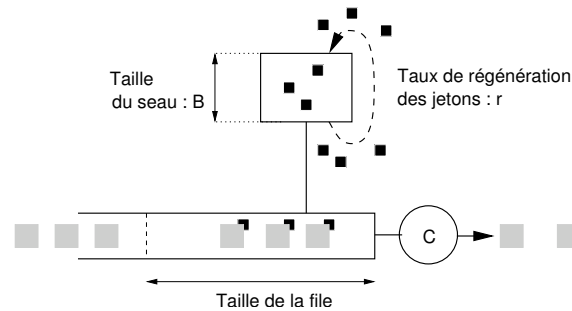 Taille
du seau : B
Taux de régénération
des jetons : r
C
Taille de la file